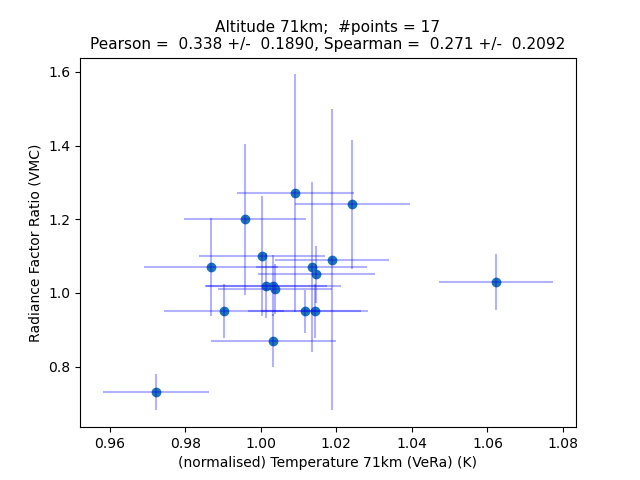 Altitude 71km;  #points = 17
Pearson =  0.338 +/-  0.1890, Spearman =  0.271 +/-  0.2092
Radiance Factor Ratio (VMC)
1.6
1.4
1.2
1.0
0.8
0.96 0.98 1.00 1.02 1.04 1.06 1.08
(normalised) Temperature 71km (VeRa) (K)